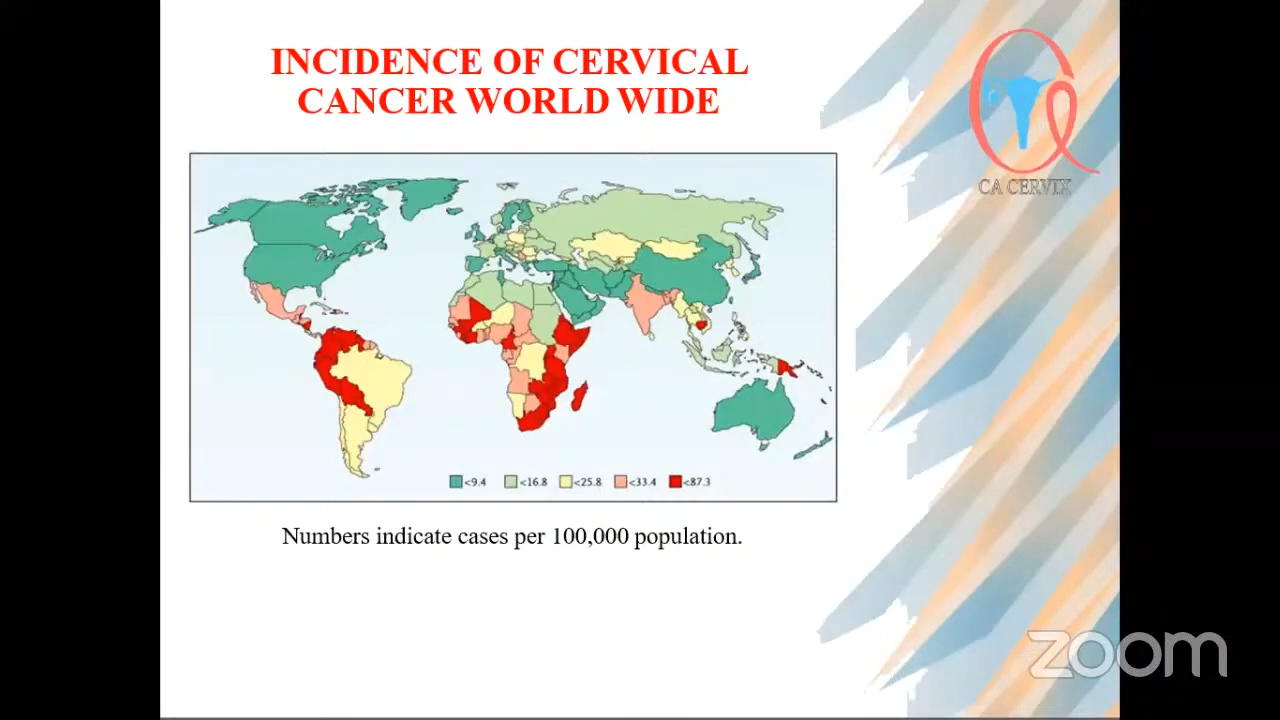 INCIDENCE OF CERVICAL
CANCER WORLD WIDE
CA CERVIX
<9.4 <16.8 <25.8 <33.4 <87.3
Numbers indicate cases per 100,000 population.
zoom